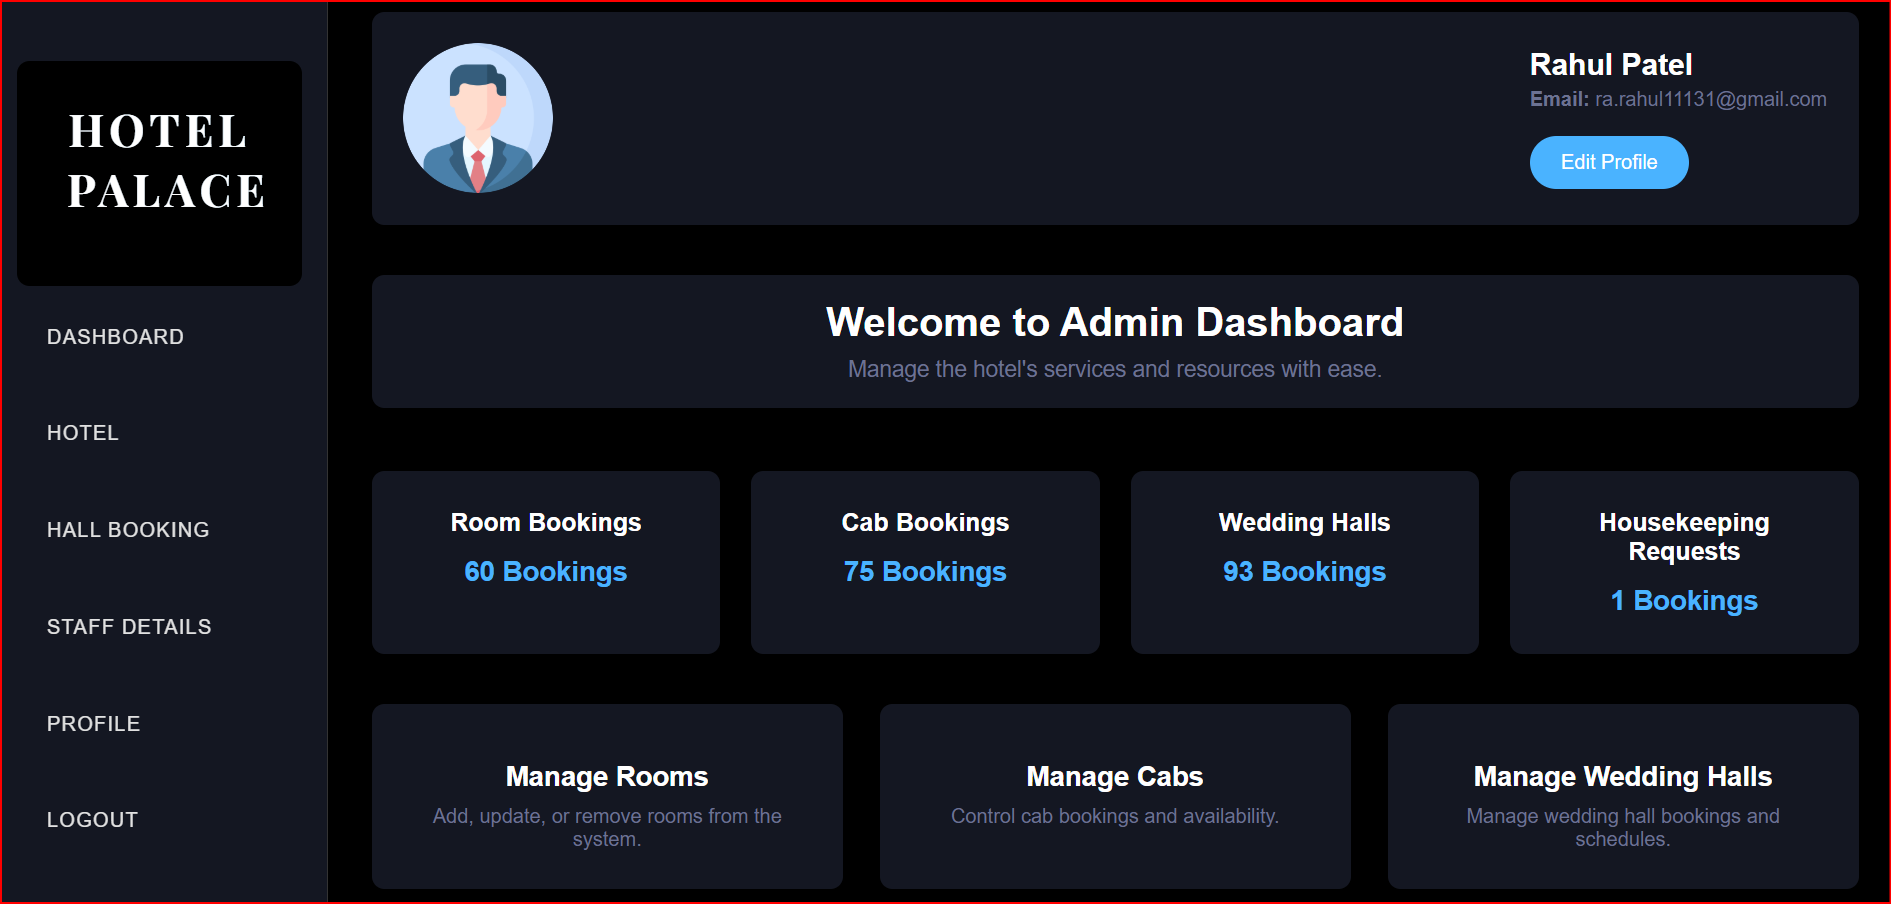 HOTEL
PALACE
DASHBOARD
HOTEL
HALL BOOKING
STAFF DETAILS
PROFILE
LOGOUT
Rahul Patel
Email: ra.rahul11131@gmail.com
Edit Profile
Welcome to Admin Dashboard
Manage the hotel's services and resources with ease.
Room Bookings
60 Bookings
Cab Bookings
75 Bookings
Wedding Halls
93 Bookings
Housekeeping
Requests
1 Bookings
Manage Rooms
Add, update, or remove rooms from the
system.
Manage Cabs
Control cab bookings and availability.
Manage Wedding Halls
Manage wedding hall bookings and
schedules.